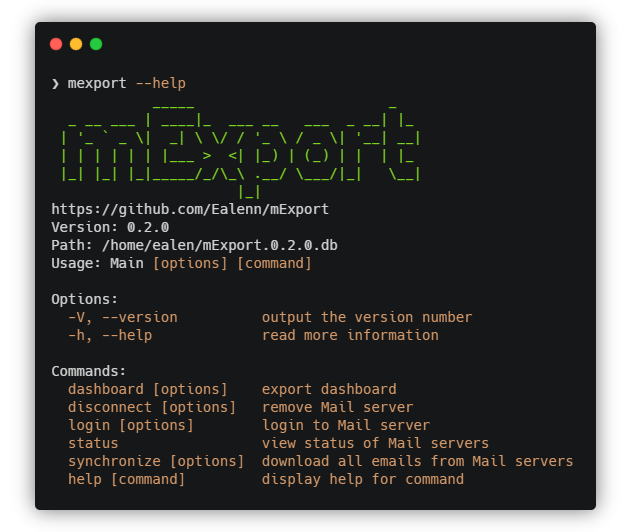 ❯ mexport --help
mExport
https://github.com/Ealenn/mExport
Version: 0.2.0
Path: /home/ealen/mExport.0.2.0.db
Usage: Main [options] [command]
Options:
-V, --version output the version number
-h, --help read more information
Commands:
dashboard [options] export dashboard
disconnect [options] remove Mail server
login [options] login to Mail server
status view status of Mail servers
synchronize [options] download all emails from Mail servers
help [command] display help for command